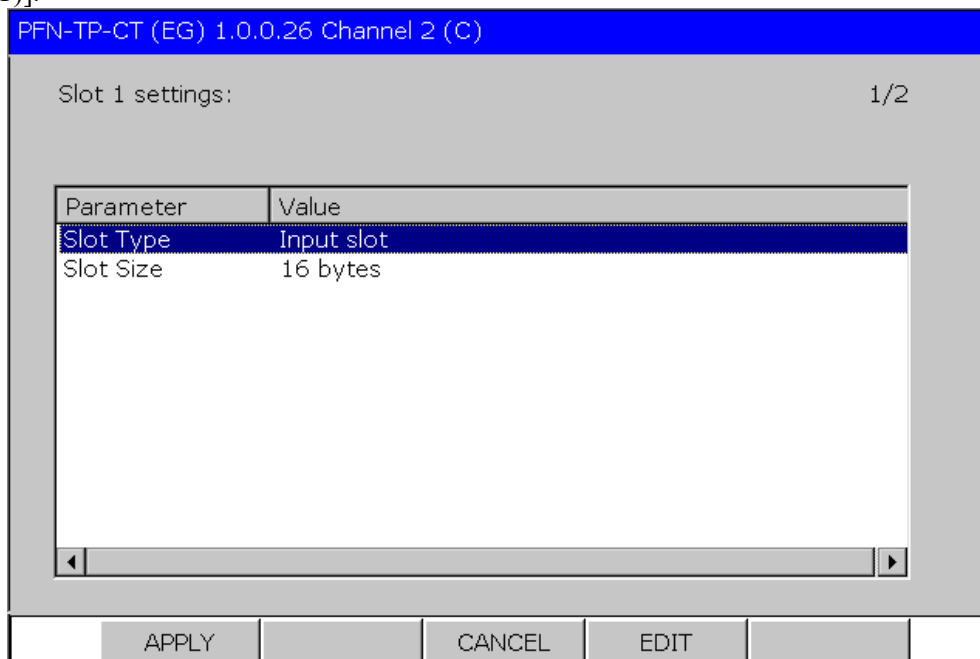 PFN-TP-CT (EG) 1.0.0.26 Channel 2 (C)
Slot 1 settings: 1/2
Parameter Value
Slot Type Input slot
Slot Size 16 bytes
APPLY CANCEL EDIT